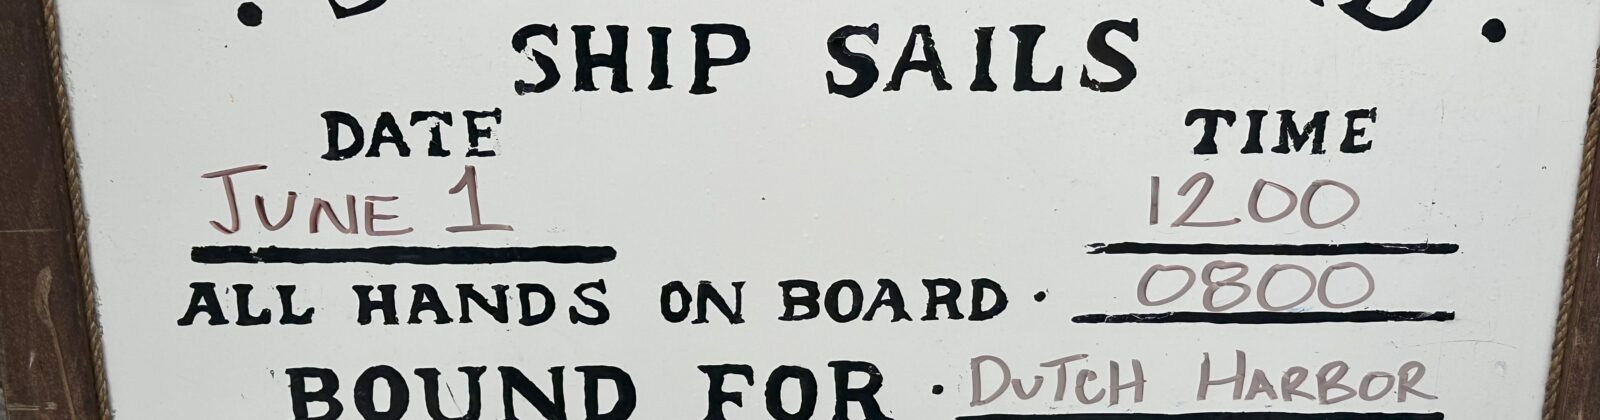 SHIP SAILS
DATE TIME
JUNE 1 1200
ALL HANDS ON BOARD · 0800
BOUND FOR · DUTCH HARBOR